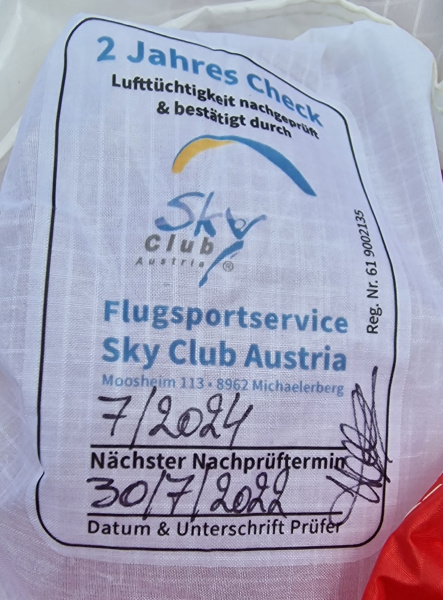 2 Jahres Check
Lufttüchtigkeit nachgeprüft
& bestätigt durch
Sky
Club
Austria
®
Reg. Nr. 61 9002135
Flugsportservice
Sky Club Austria
Moosheim 113 • 8962 Michaelerberg
7/2024
Nächster Nachprüftermin
30/7/2022
Datum & Unterschrift Prüfer